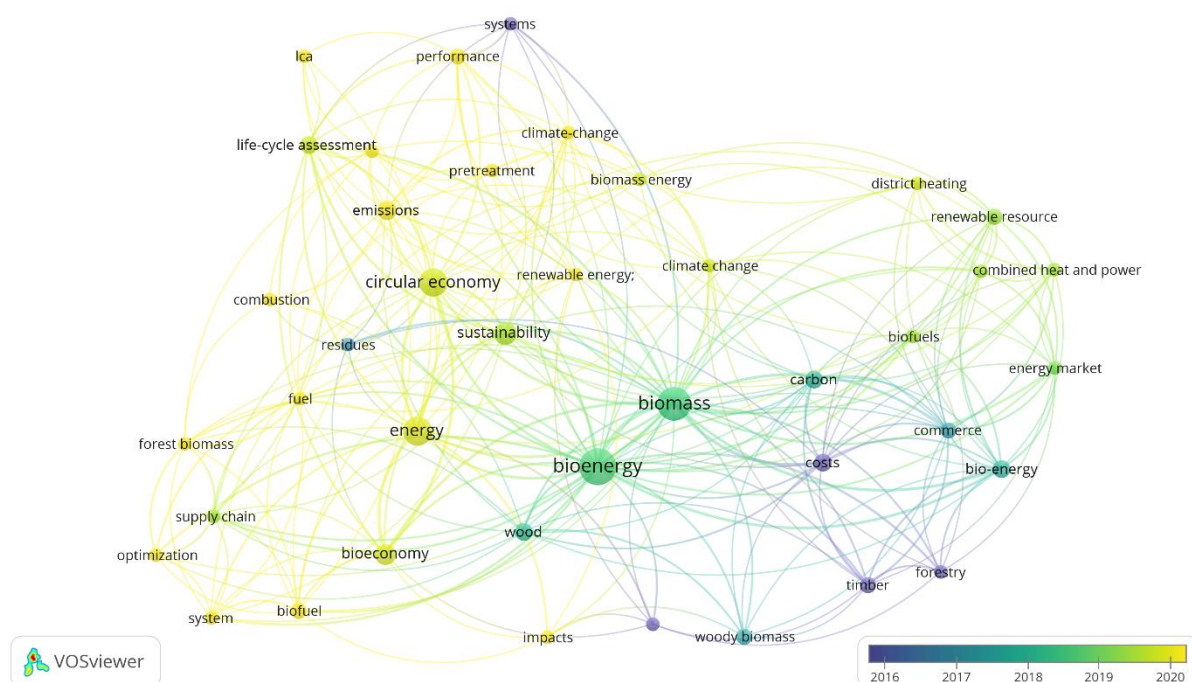 systems
lca
performance
climate-change
life-cycle assessment
pretreatment
biomass energy
district heating
emissions
renewable resource
climate change
combined heat and power
renewable energy;
circular economy
combustion
sustainability
biofuels
residues
energy market
carbon
fuel
biomass
energy
commerce
forest biomass
costs
bioenergy
bio-energy
supply chain
wood
bioeconomy
optimization
forestry
timber
biofuel
system
impacts
woody biomass
VOSviewer
2016 2017 2018 2019 2020